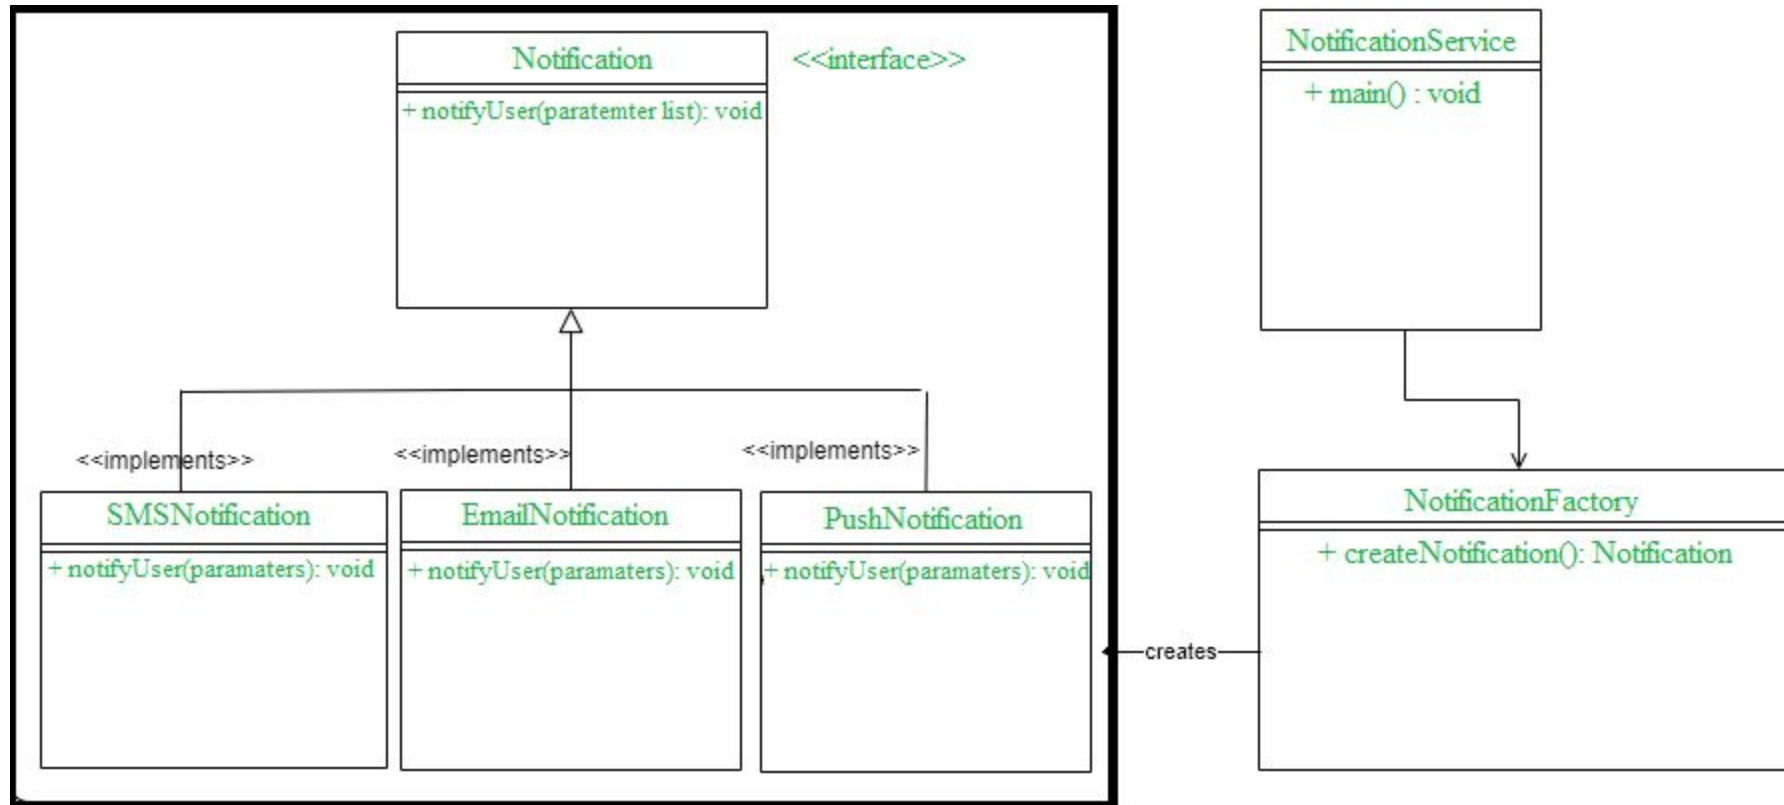 Notification
<<interface>>
+ notifyUser(paratemter list): void
NotificationService
+ main() : void
<<implements>>
<<implements>>
<<implements>>
SMSNotification
+ notifyUser(paramaters): void
EmailNotification
+ notifyUser(paramaters): void
PushNotification
+ notifyUser(paramaters): void
creates
NotificationFactory
+ createNotification(): Notification